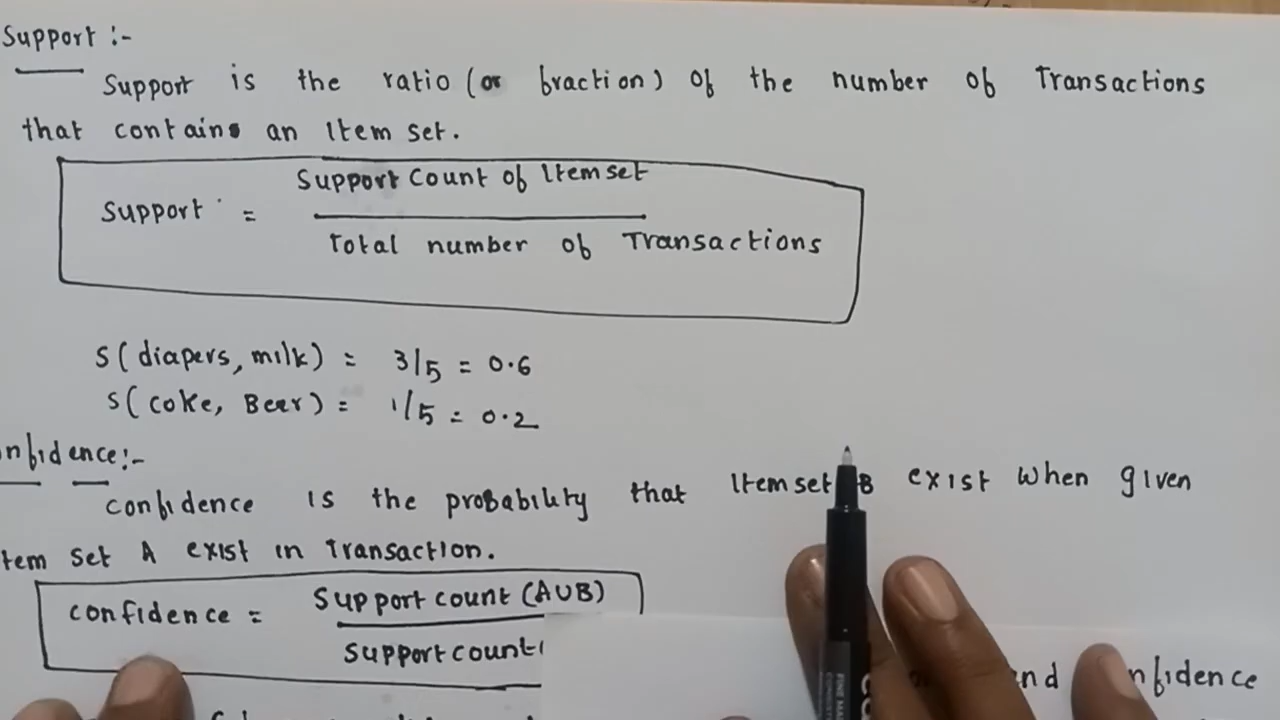 Support :-
Support is the ratio (or fraction) of the number of Transactions
that contains an Item set.
Support = Support Count of Itemset
Total number of Transactions
S(diapers, milk) = 3/5 = 0.6
S(coke, Beer) = 1/5 = 0.2
nfidence:-
confidence is the probability that Itemset B exist when given
tem set A exist in Transaction.
confidence = Support count (AUB)
Support count(
nd nfidence